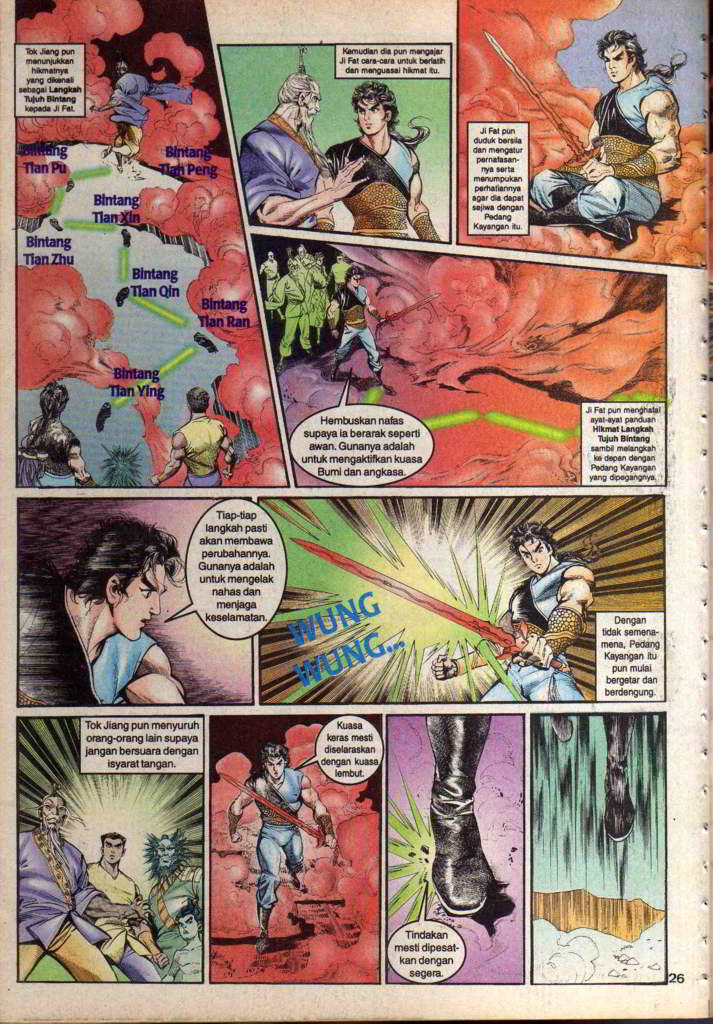 Tok Jiang pun
menunjukkan
hikmatnya
yang dikenali
sebagai Langkah
Tujuh Bintang
kepada Ji Fat.
Bintang
Tian Pu
Bintang
Tian Peng
Bintang
Tian Xin
Bintang
Tian Zhu
Bintang
Tian Qin
Bintang
Tian Ran
Bintang
Tian Ying
Kemudian dia pun mengajar
Ji Fat cara-cara untuk berlatih
dan menguasai hikmat itu.
Ji Fat pun
duduk bersila
dan mengatur
pernafasan-
nya serta
menumpukan
perhatiannya
agar dia dapat
sejiwa dengan
Pedang
Kayangan itu.
Hembuskan nafas
supaya ia berarak seperti
awan. Gunanya adalah
untuk mengaktifkan kuasa
Bumi dan angkasa.
Ji Fat pun menghafal
ayat-ayat panduan
Hikmat Langkah
Tujuh Bintang
sambil melangkah
ke depan dengan
Pedang Kayangan
yang dipegangnya.
Tiap-tiap
langkah pasti
akan membawa
perubahannya.
Gunanya adalah
untuk mengelak
nahas dan
menjaga
keselamatan.
WUNG
WUNG...
Dengan
tidak semena-
mena, Pedang
Kayangan itu
pun mulai
bergetar dan
berdengung.
Tok Jiang pun menyuruh
orang-orang lain supaya
jangan bersuara dengan
isyarat tangan.
Kuasa
keras mesti
diselaraskan
dengan kuasa
lembut.
Tindakan
mesti dipesat-
kan dengan
segera.
26